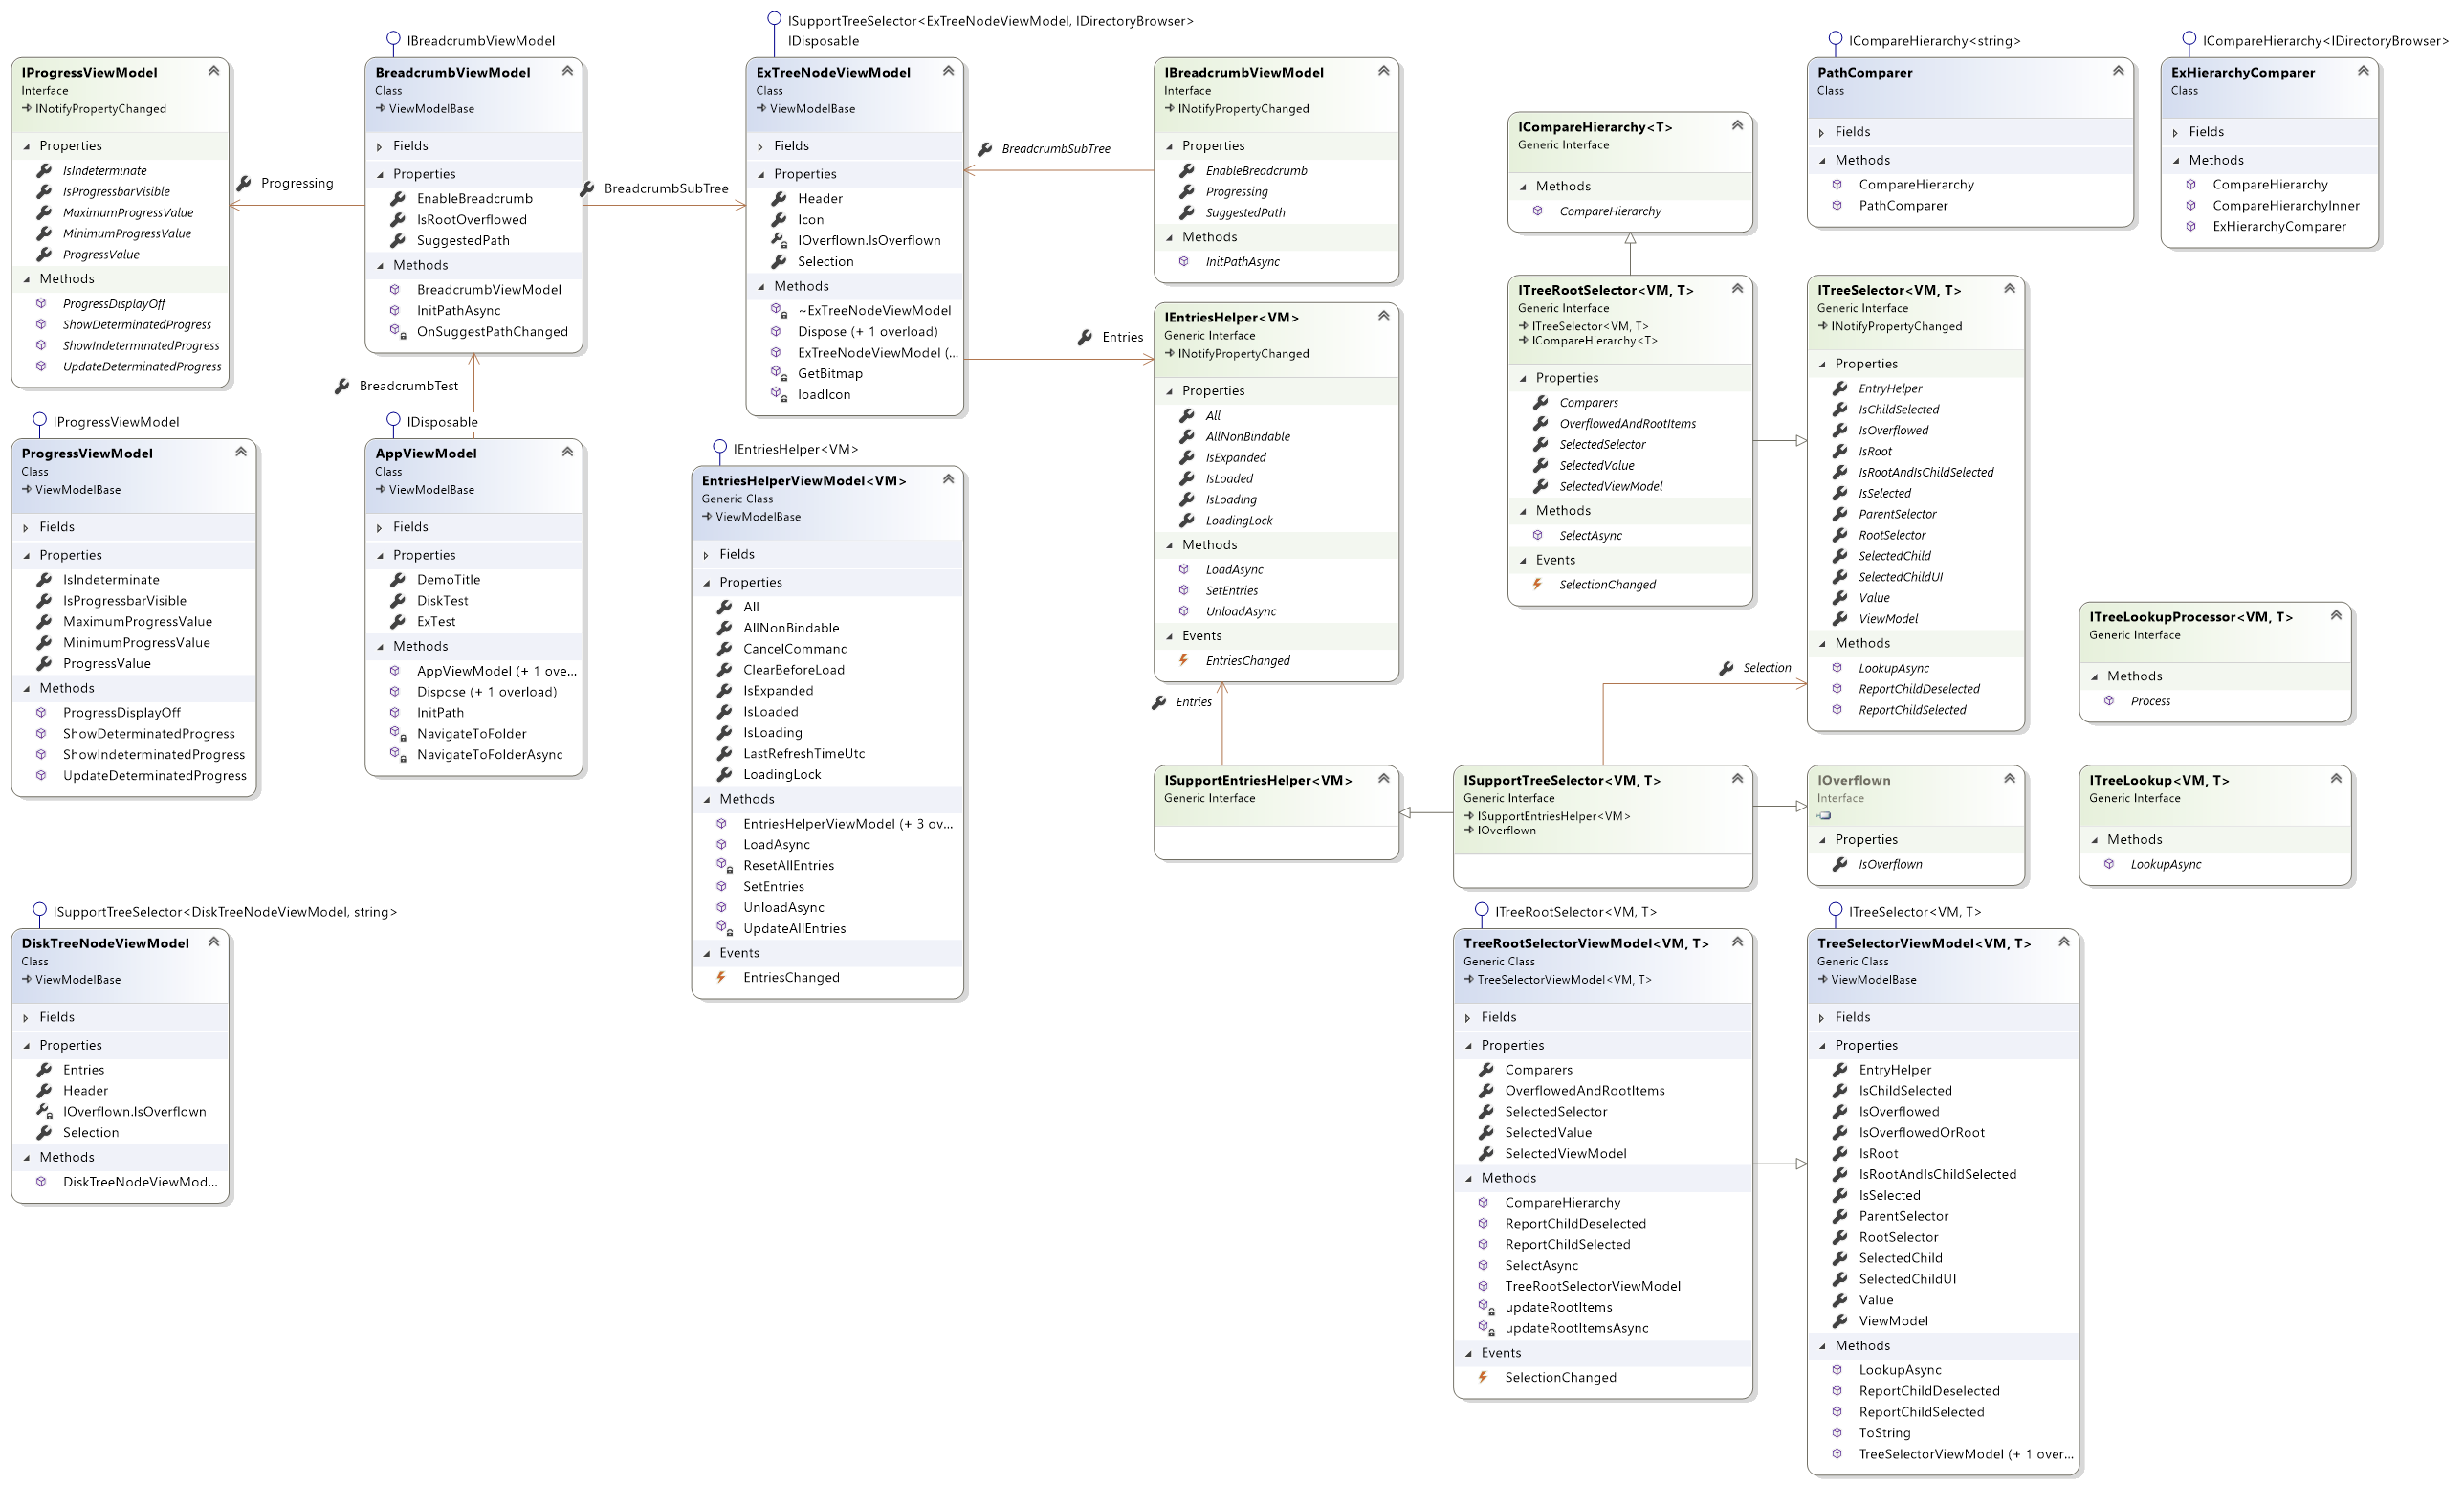 IProgressViewModel
Interface
INotifyPropertyChanged
Properties
IsIndeterminate
IsProgressbarVisible
MaximumProgressValue
MinimumProgressValue
ProgressValue
Methods
ProgressDisplayOff
ShowDeterminatedProgress
ShowIndeterminatedProgress
UpdateDeterminatedProgress
Progressing
IBreadcrumbViewModel
BreadcrumbViewModel
Class
ViewModelBase
Fields
Properties
EnableBreadcrumb
IsRootOverflowed
SuggestedPath
Methods
BreadcrumbViewModel
InitPathAsync
OnSuggestPathChanged
BreadcrumbSubTree
ISupportTreeSelector<ExTreeNodeViewModel, IDirectoryBrowser>
IDisposable
ExTreeNodeViewModel
Class
ViewModelBase
Fields
Properties
Header
Icon
IOverflown.IsOverflown
Selection
Methods
~ExTreeNodeViewModel
Dispose (+ 1 overload)
ExTreeNodeViewModel (...
GetBitmap
loadIcon
BreadcrumbSubTree
IBreadcrumbViewModel
Interface
INotifyPropertyChanged
Properties
EnableBreadcrumb
Progressing
SuggestedPath
Methods
InitPathAsync
ICompareHierarchy<T>
Generic Interface
Methods
CompareHierarchy
ICompareHierarchy<string>
PathComparer
Class
Fields
Methods
CompareHierarchy
PathComparer
ICompareHierarchy<IDirectoryBrowser>
ExHierarchyComparer
Class
Fields
Methods
CompareHierarchy
CompareHierarchyInner
ExHierarchyComparer
IProgressViewModel
ProgressViewModel
Class
ViewModelBase
Fields
Properties
IsIndeterminate
IsProgressbarVisible
MaximumProgressValue
MinimumProgressValue
ProgressValue
Methods
ProgressDisplayOff
ShowDeterminatedProgress
ShowIndeterminatedProgress
UpdateDeterminatedProgress
BreadcrumbTest
IDisposable
AppViewModel
Class
ViewModelBase
Fields
Properties
DemoTitle
DiskTest
ExTest
Methods
AppViewModel (+ 1 ove...
Dispose (+ 1 overload)
InitPath
NavigateToFolder
NavigateToFolderAsync
IEntriesHelper<VM>
EntriesHelperViewModel<VM>
Generic Class
ViewModelBase
Fields
Properties
All
AllNonBindable
CancelCommand
ClearBeforeLoad
IsExpanded
IsLoaded
IsLoading
LastRefreshTimeUtc
LoadingLock
Methods
EntriesHelperViewModel (+ 3 ov...
LoadAsync
ResetAllEntries
SetEntries
UnloadAsync
UpdateAllEntries
Events
EntriesChanged
Entries
IEntriesHelper<VM>
Generic Interface
INotifyPropertyChanged
Properties
All
AllNonBindable
IsExpanded
IsLoaded
IsLoading
LoadingLock
Methods
LoadAsync
SetEntries
UnloadAsync
Events
EntriesChanged
Entries
ITreeRootSelector<VM, T>
Generic Interface
ITreeSelector<VM, T>
ICompareHierarchy<T>
Properties
Comparers
OverflowedAndRootItems
SelectedSelector
SelectedValue
SelectedViewModel
Methods
SelectAsync
Events
SelectionChanged
ITreeSelector<VM, T>
Generic Interface
INotifyPropertyChanged
Properties
EntryHelper
IsChildSelected
IsOverflowed
IsRoot
IsRootAndIsChildSelected
IsSelected
ParentSelector
RootSelector
SelectedChild
SelectedChildUI
Value
ViewModel
Methods
LookupAsync
ReportChildDeselected
ReportChildSelected
Selection
ITreeLookupProcessor<VM, T>
Generic Interface
Methods
Process
ISupportEntriesHelper<VM>
Generic Interface
ISupportTreeSelector<VM, T>
Generic Interface
ISupportEntriesHelper<VM>
IOverflown
IOverflown
Interface
Properties
IsOverflown
ITreeLookup<VM, T>
Generic Interface
Methods
LookupAsync
ISupportTreeSelector<DiskTreeNodeViewModel, string>
DiskTreeNodeViewModel
Class
ViewModelBase
Fields
Properties
Entries
Header
IOverflown.IsOverflown
Selection
Methods
DiskTreeNodeViewMod...
ITreeRootSelector<VM, T>
TreeRootSelectorViewModel<VM, T>
Generic Class
TreeSelectorViewModel<VM, T>
Fields
Properties
Comparers
OverflowedAndRootItems
SelectedSelector
SelectedValue
SelectedViewModel
Methods
CompareHierarchy
ReportChildDeselected
ReportChildSelected
SelectAsync
TreeRootSelectorViewModel
updateRootItems
updateRootItemsAsync
Events
SelectionChanged
ITreeSelector<VM, T>
TreeSelectorViewModel<VM, T>
Generic Class
ViewModelBase
Fields
Properties
EntryHelper
IsChildSelected
IsOverflowed
IsOverflowedOrRoot
IsRoot
IsRootAndIsChildSelected
IsSelected
ParentSelector
RootSelector
SelectedChild
SelectedChildUI
Value
ViewModel
Methods
LookupAsync
ReportChildDeselected
ReportChildSelected
ToString
TreeSelectorViewModel (+ 1 over...